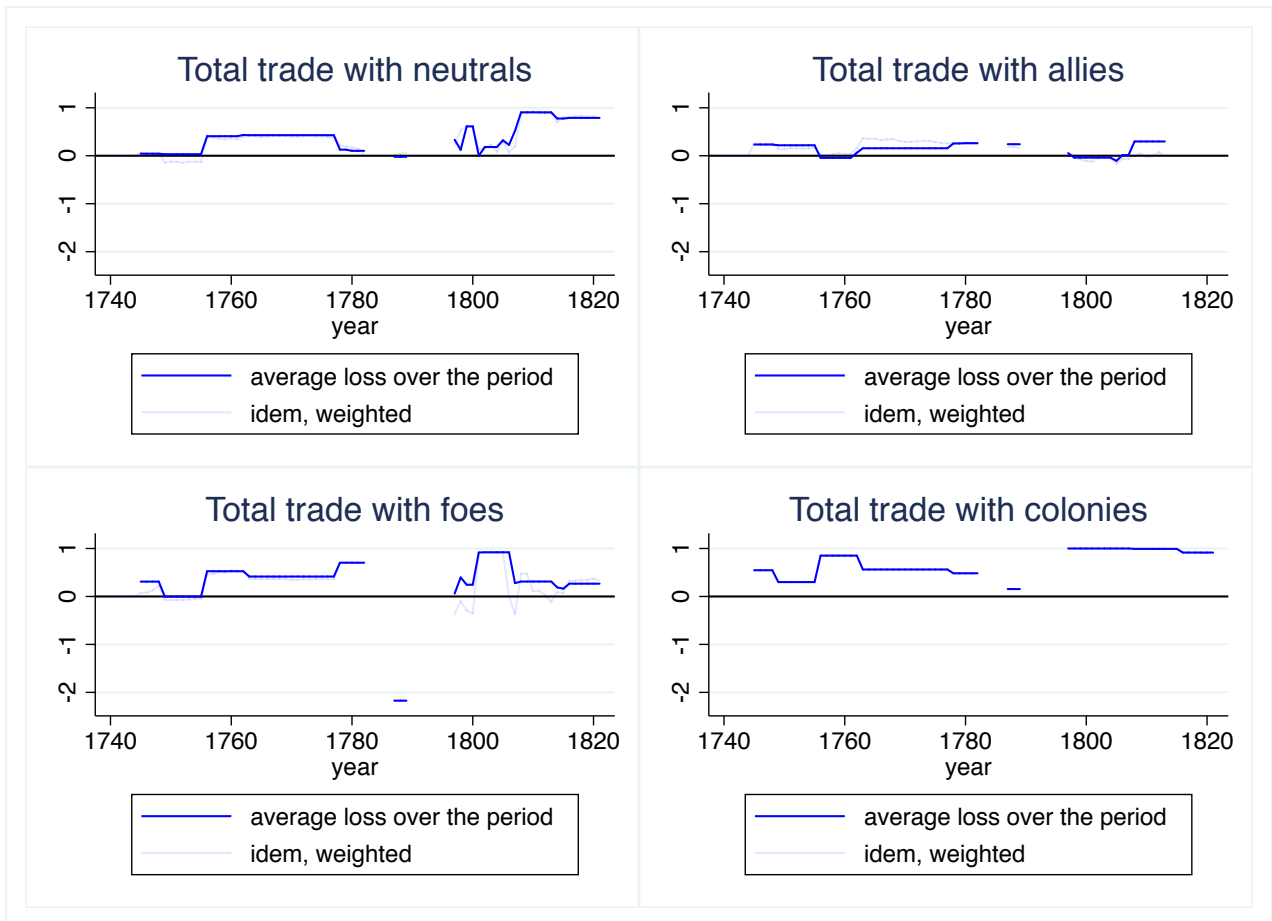 Total trade with neutrals
1
0
-1
-2
1740 1760 1780 1800 1820
year
average loss over the period
idem, weighted
Total trade with allies
1
0
-1
-2
1740 1760 1780 1800 1820
year
average loss over the period
idem, weighted
Total trade with foes
1
0
-1
-2
1740 1760 1780 1800 1820
year
average loss over the period
idem, weighted
Total trade with colonies
1
0
-1
-2
1740 1760 1780 1800 1820
year
average loss over the period
idem, weighted